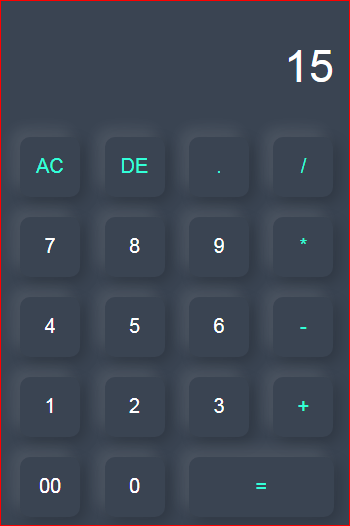 15
AC DE . /
7 8 9 *
4 5 6 -
1 2 3 +
00 0 =